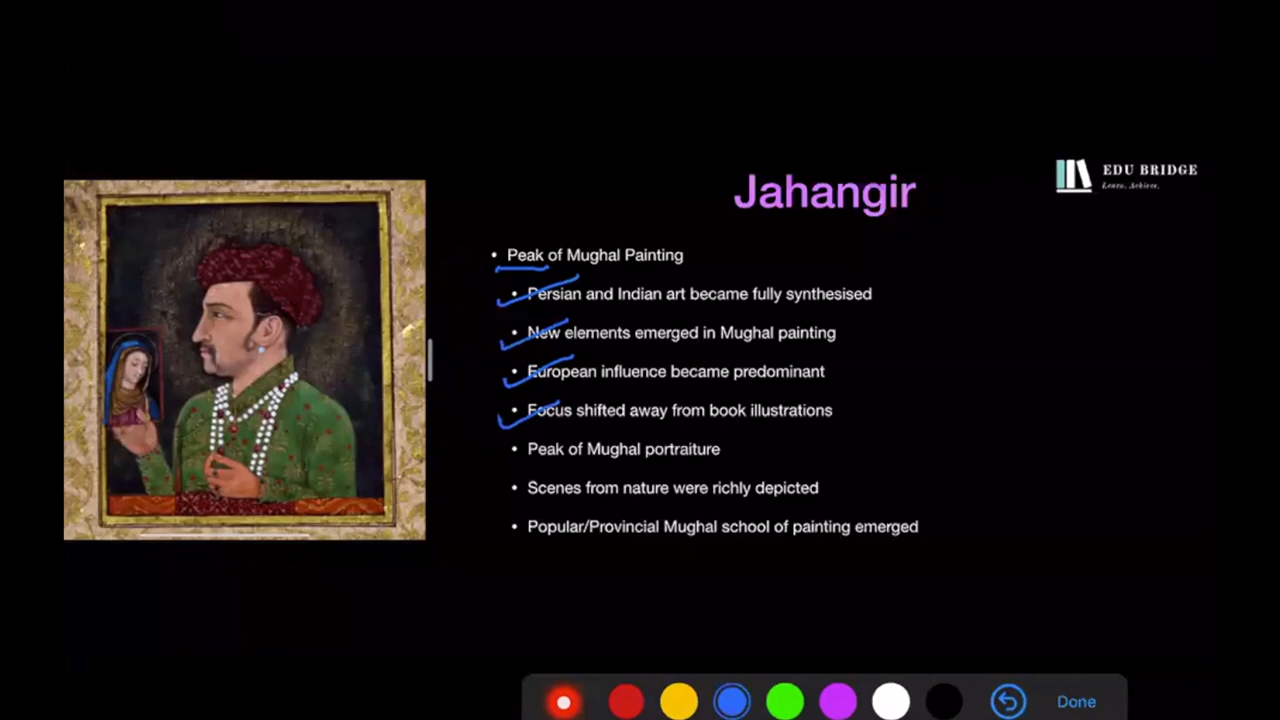 EDU BRIDGE
Learn. Achieve.
Jahangir
• Peak of Mughal Painting
• Persian and Indian art became fully synthesised
• New elements emerged in Mughal painting
• European influence became predominant
• Focus shifted away from book illustrations
• Peak of Mughal portraiture
• Scenes from nature were richly depicted
• Popular/Provincial Mughal school of painting emerged
Done